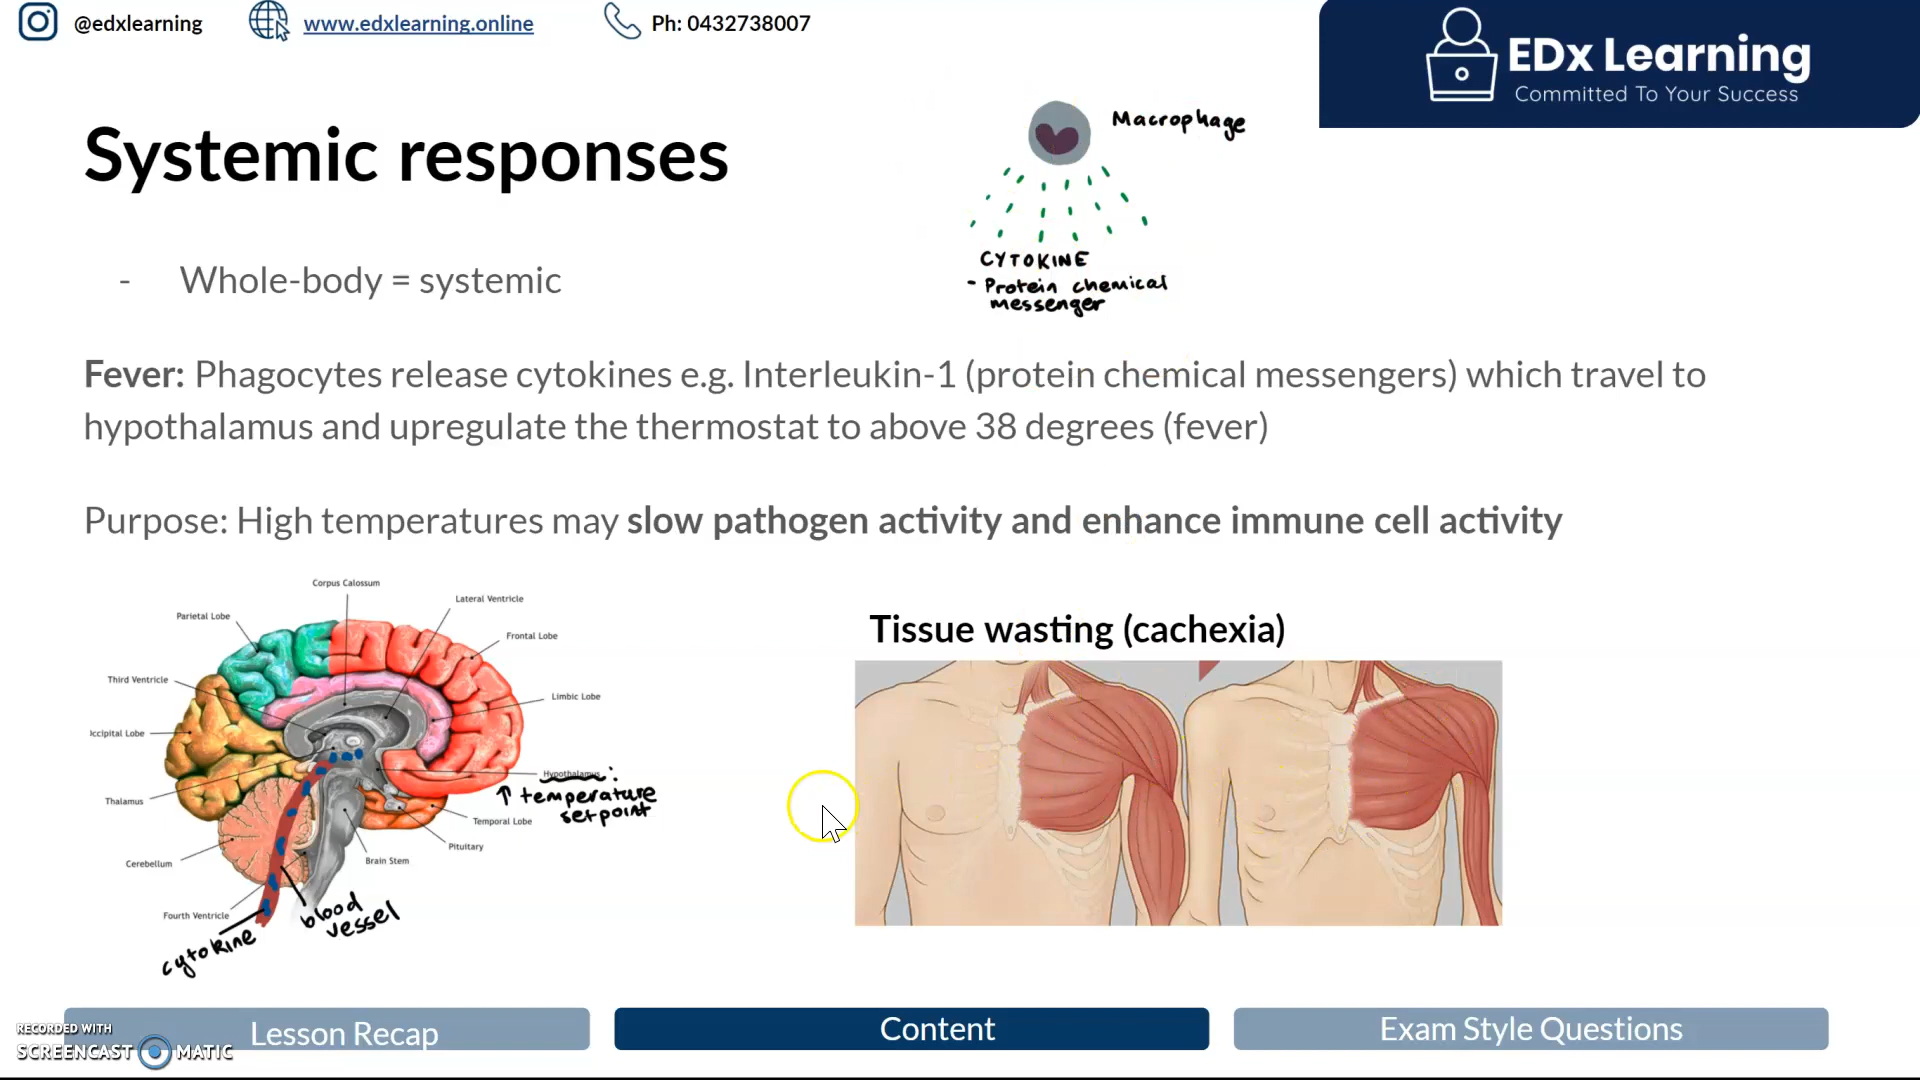 @edxlearning
www.edxlearning.online
Ph: 0432738007
EDx Learning
Committed To Your Success
Macrophage
Systemic responses
CYTOKINE
- Protein chemical
messenger
- Whole-body = systemic
Fever: Phagocytes release cytokines e.g. Interleukin-1 (protein chemical messengers) which travel to
hypothalamus and upregulate the thermostat to above 38 degrees (fever)
Purpose: High temperatures may slow pathogen activity and enhance immune cell activity
Corpus Calossum
Lateral Ventricle
Parietal Lobe
Frontal Lobe
Third Ventricle
Limbic Lobe
Occipital Lobe
Hypothalamus :
↑ temperature
setpoint
Thalamus
Temporal Lobe
Pituitary
Cerebellum
Brain Stem
Fourth Ventricle
blood
vessel
cytokine
Tissue wasting (cachexia)
Lesson Recap
Content
Exam Style Questions
RECORDED WITH
SCREENCAST MATIC